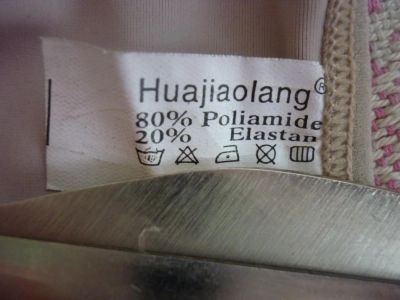 Huajiaolang®
80% Poliamide
20% Elastan